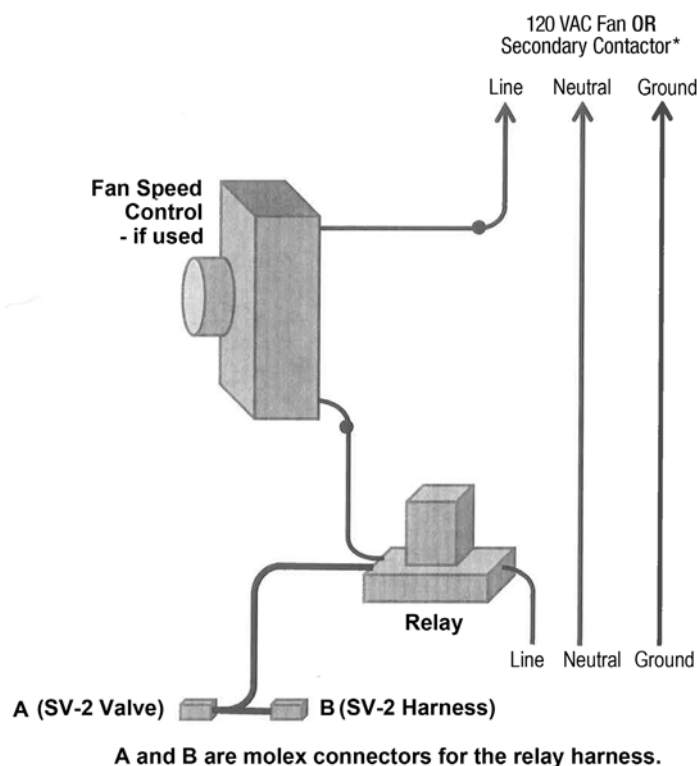 120 VAC Fan OR
Secondary Contactor*
Line Neutral Ground
Fan Speed
Control
- if used
Relay
Line Neutral Ground
A (SV-2 Valve)
B (SV-2 Harness)
A and B are molex connectors for the relay harness.